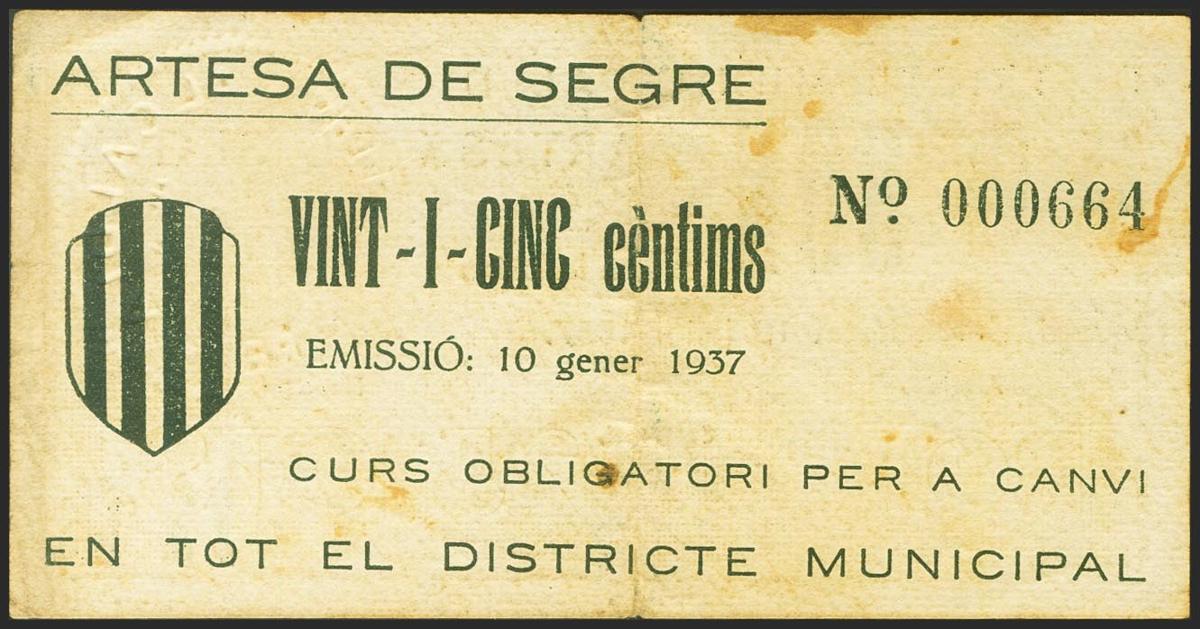 ARTESA DE SEGRE
Nº 000664
VINT-I-CINC cèntims
EMISSIÓ: 10 gener 1937
CURS OBLIGATORI PER A CANVI
EN TOT EL DISTRICTE MUNICIPAL